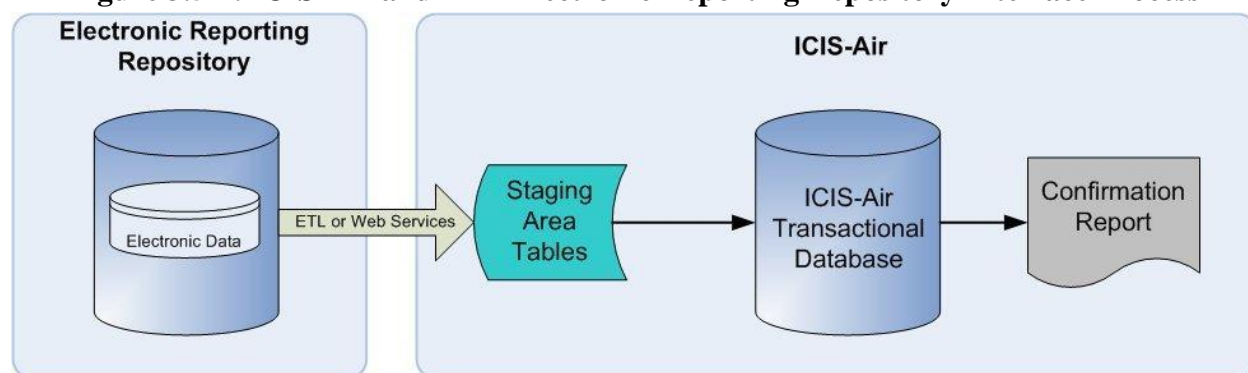 Electronic Reporting
Repository
ICIS-Air
Electronic Data
ETL or Web Services
Staging
Area
Tables
ICIS-Air
Transactional
Database
Confirmation
Report